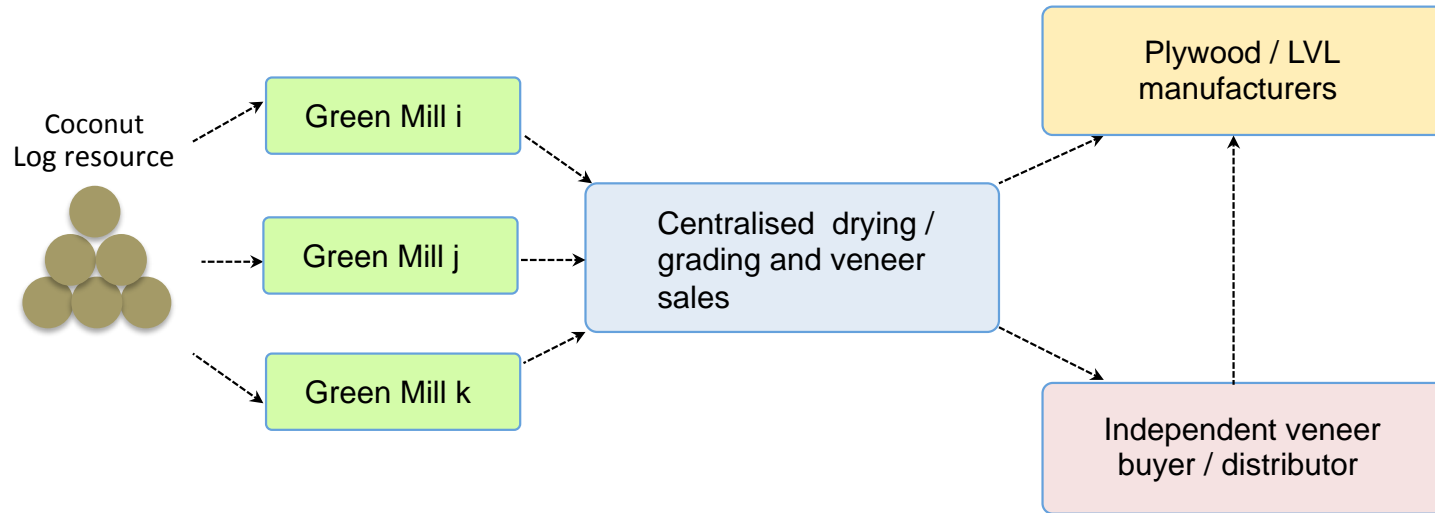 Coconut
Log resource
Green Mill i
Green Mill j
Green Mill k
Centralised drying /
grading and veneer
sales
Plywood / LVL
manufacturers
Independent veneer
buyer / distributor